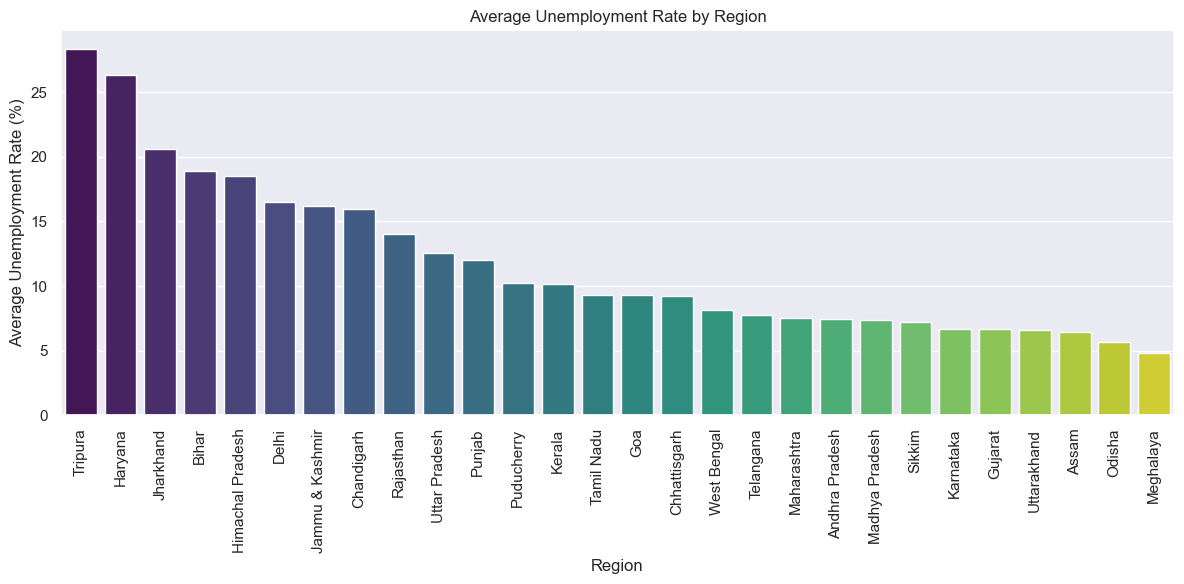 Average Unemployment Rate by Region
Average Unemployment Rate (%)
25
20
15
10
5
0
Tripura
Haryana
Jharkhand
Bihar
Himachal Pradesh
Delhi
Jammu & Kashmir
Chandigarh
Rajasthan
Uttar Pradesh
Punjab
Puducherry
Kerala
Tamil Nadu
Goa
Chhattisgarh
West Bengal
Telangana
Maharashtra
Andhra Pradesh
Madhya Pradesh
Sikkim
Karnataka
Gujarat
Uttarakhand
Assam
Odisha
Meghalaya
Region